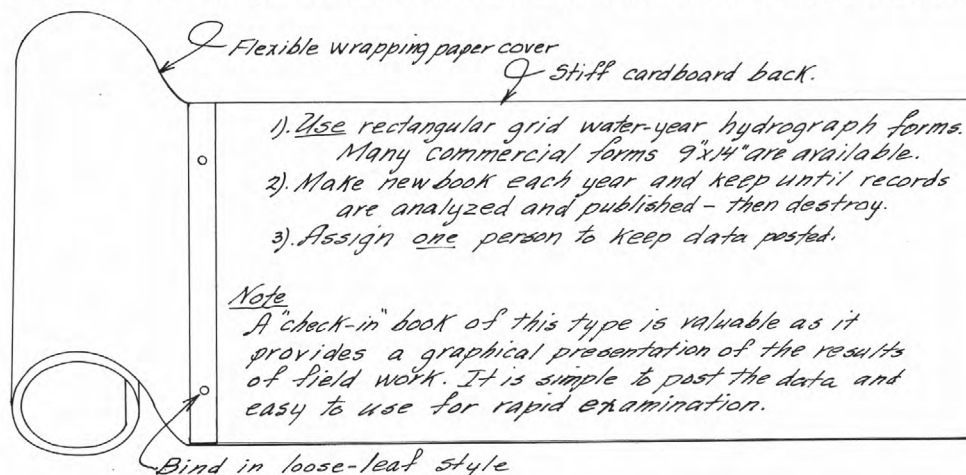 Flexible wrapping paper cover
Stiff cardboard back.
1). Use rectangular grid water-year hydrograph forms.
Many commercial forms 9"x14" are available.
2). Make new book each year and keep until records
are analyzed and published - then destroy.
3). Assign one person to keep data posted.
Note
A "check-in" book of this type is valuable as it
provides a graphical presentation of the results
of field work. It is simple to post the data and
easy to use for rapid examination.
Bind in loose-leaf style